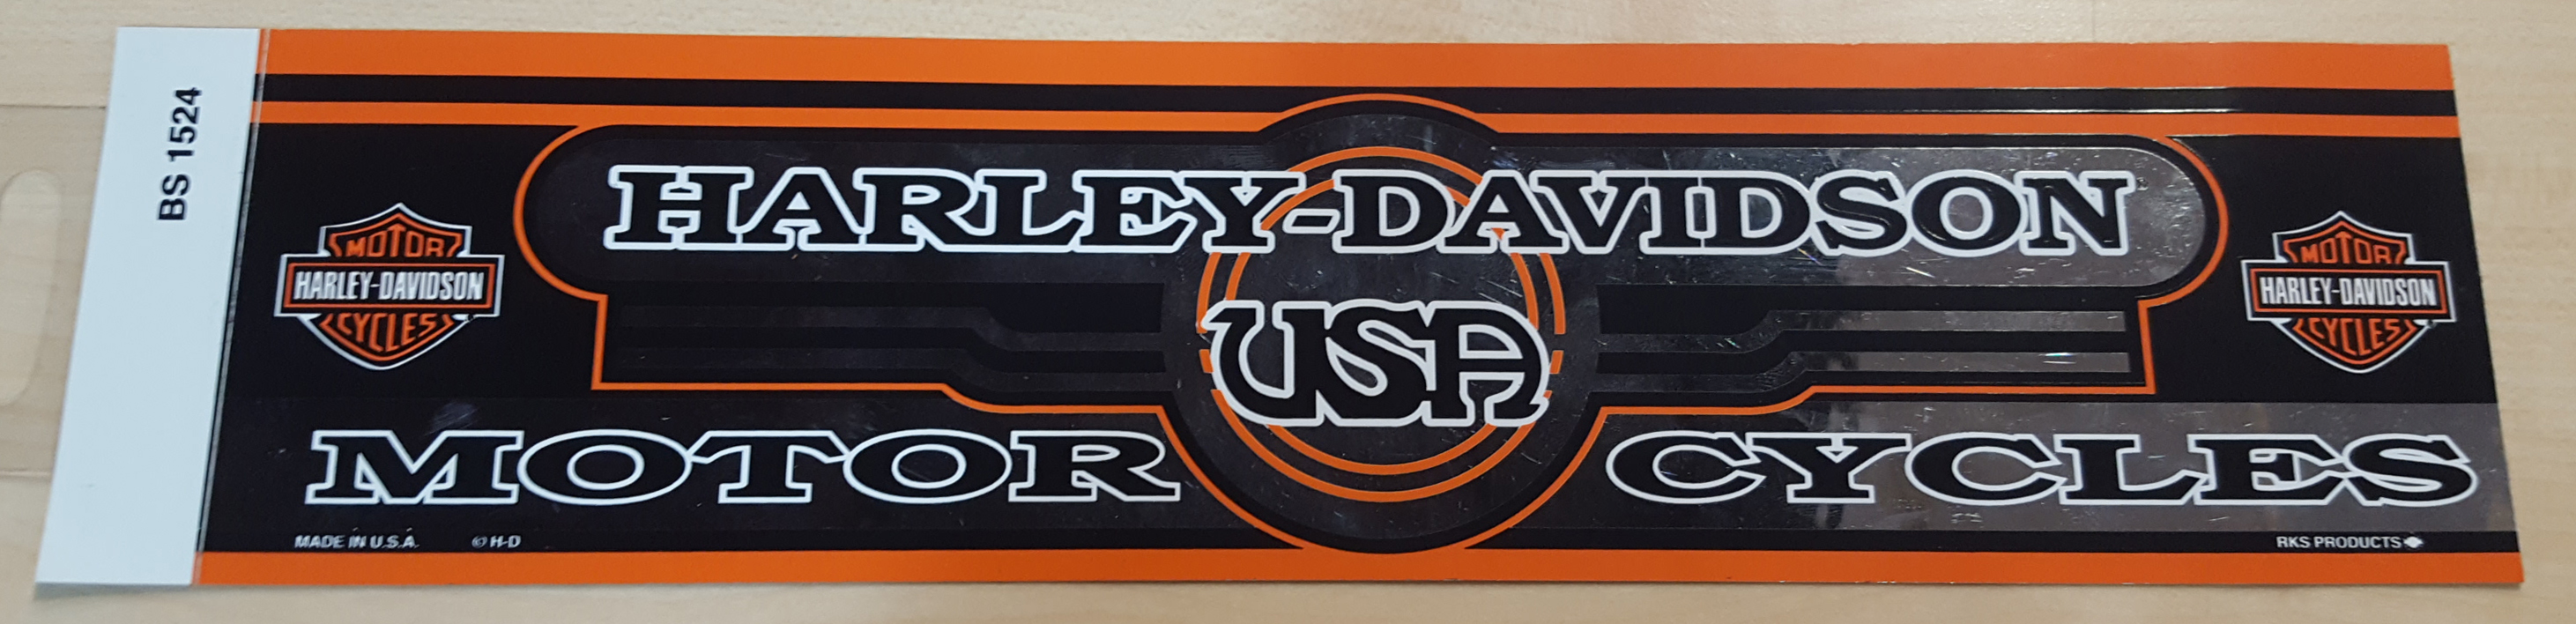 BS 1524
HARLEY-DAVIDSON
MOTOR
HARLEY-DAVIDSON
CYCLES
USA
MOTOR
HARLEY-DAVIDSON
CYCLES
MOTOR CYCLES
MADE IN U.S.A. © H-D
RKS PRODUCTS